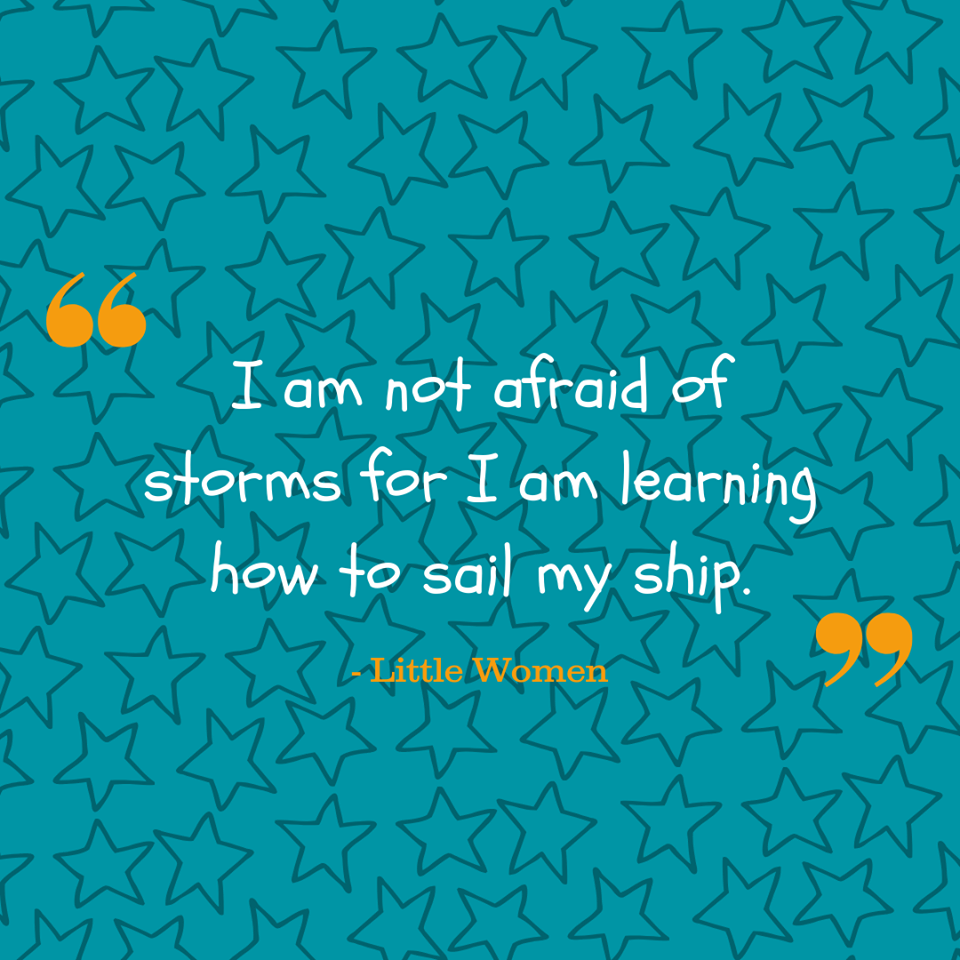 “
I am not afraid of
storms for I am learning
how to sail my ship.
”
- Little Women